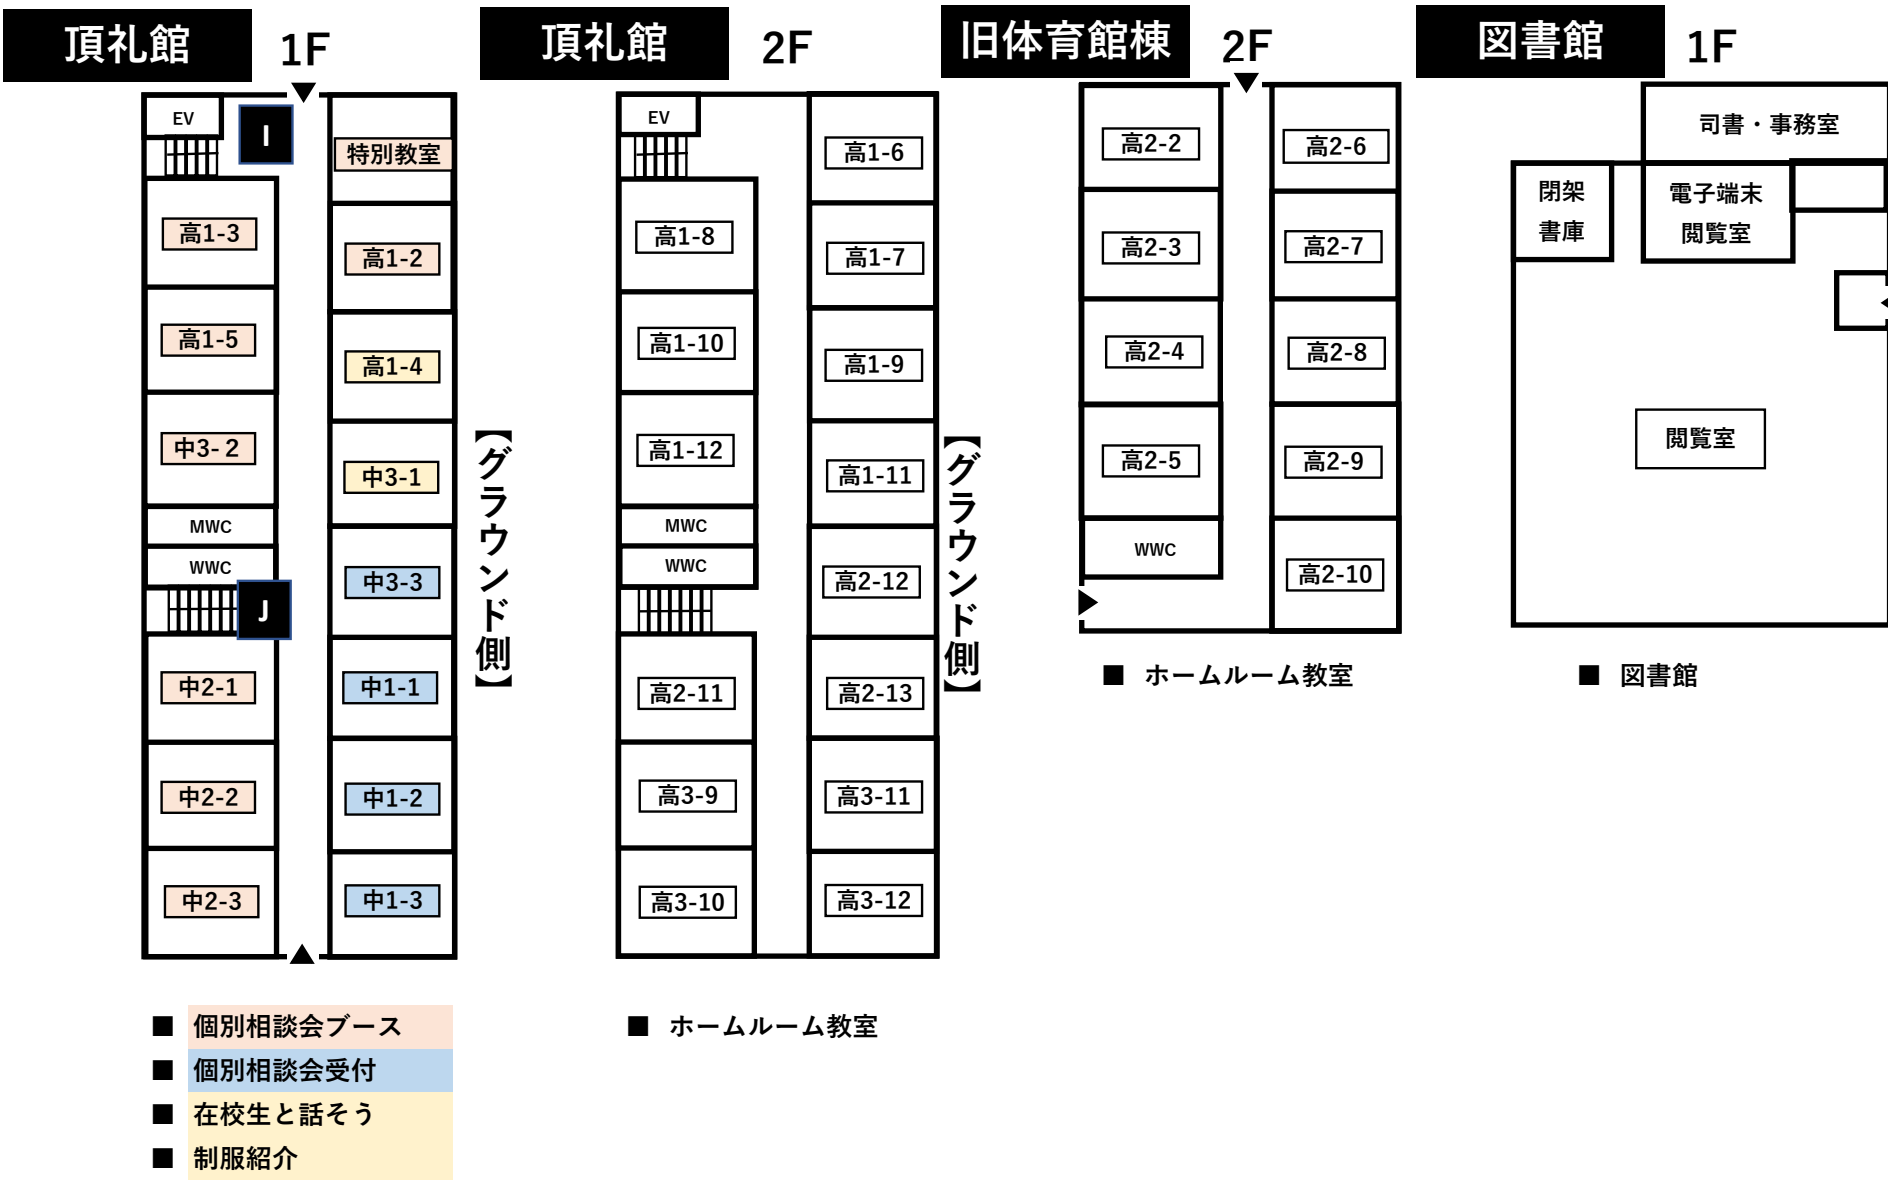 頂礼館 1F
EV
I
特別教室
高1-3
高1-2
高1-5
高1-4
中3-2
中3-1
MWC
WWC
中3-3
J
中2-1
中1-1
中2-2
中1-2
中2-3
中1-3
【グラウンド側】
■ 個別相談会ブース
■ 個別相談会受付
■ 在校生と話そう
■ 制服紹介
頂礼館 2F
EV
高1-6
高1-8
高1-7
高1-10
高1-9
高1-12
高1-11
MWC
WWC
高2-12
高2-11
高2-13
高3-9
高3-11
高3-10
高3-12
【グラウンド側】
■ ホームルーム教室
旧体育館棟 2F
高2-2
高2-6
高2-3
高2-7
高2-4
高2-8
高2-5
高2-9
WWC
高2-10
■ ホームルーム教室
図書館 1F
司書・事務室
閉架
書庫
電子端末
閲覧室
閲覧室
■ 図書館